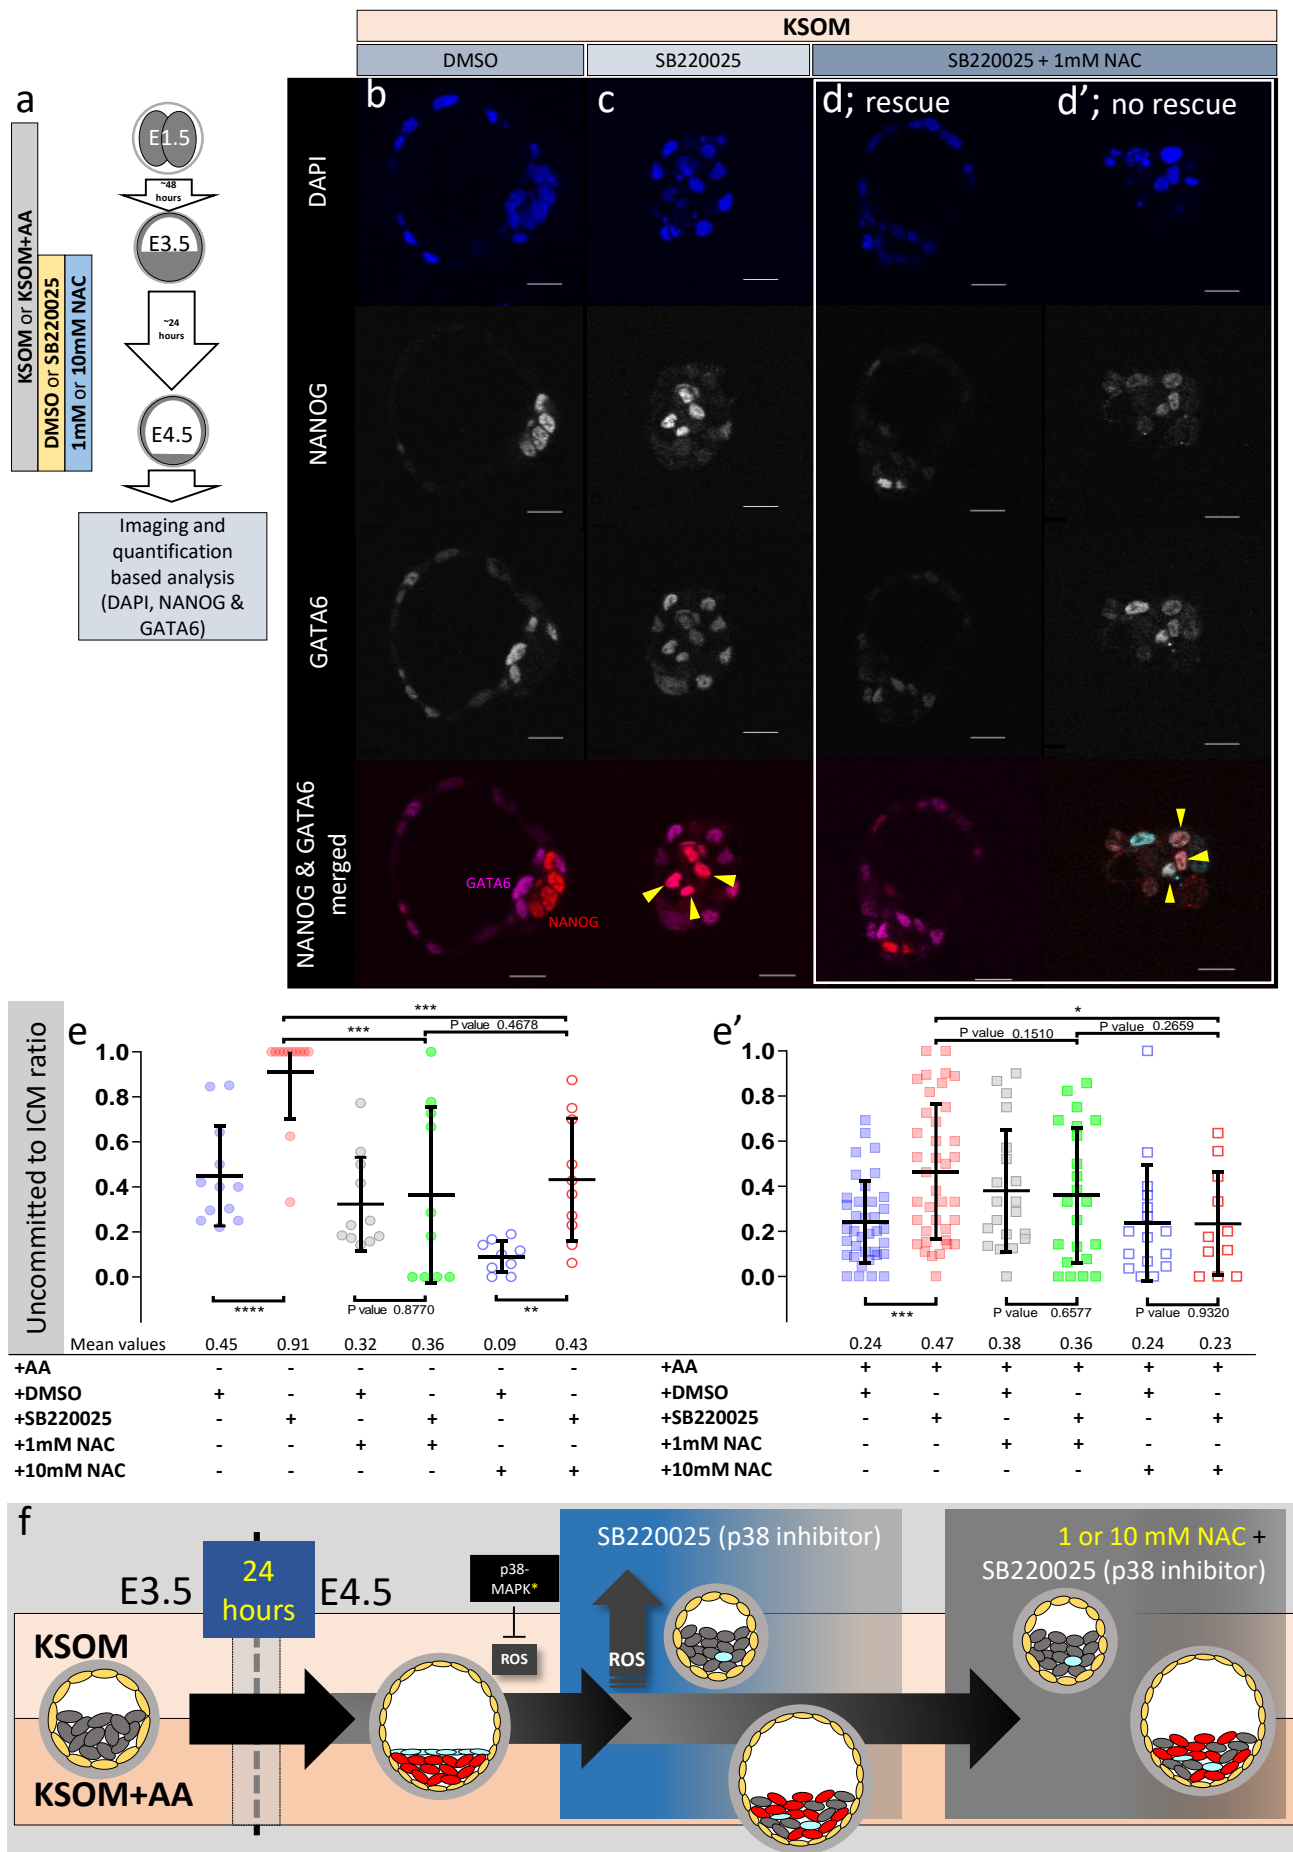 KSOM
DMSO
SB220025
SB220025 + 1mM NAC
a
b
c
d; rescue
d’; no rescue
E1.5
~48
hours
E3.5
~24
hours
E4.5
KSOM or KSOM+AA
DMSO or SB220025
1mM or 10mM NAC
Imaging and
quantification
based analysis
(DAPI, NANOG &
GATA6)
DAPI
NANOG
GATA6
NANOG & GATA6
merged
GATA6
NANOG
e
Uncommitted to ICM ratio
***
***
P value 0.4678
1.0
0.8
0.6
0.4
0.2
0.0
****
P value 0.8770
**
e’
*
P value 0.1510
P value 0.2659
1.0
0.8
0.6
0.4
0.2
0.0
***
P value 0.6577
P value 0.9320
Mean values 0.45 0.91 0.32 0.36 0.09 0.43
+AA - - - - - -
+DMSO + - + - + -
+SB220025 - + - + - +
+1mM NAC - - + + - -
+10mM NAC - - - - + +
0.24 0.47 0.38 0.36 0.24 0.23
+AA + + + + + +
+DMSO + - + - + -
+SB220025 - + - + - +
+1mM NAC - - + + - -
+10mM NAC - - - - + +
f
E3.5
24
hours
E4.5
p38-
MAPK*
ROS
SB220025 (p38 inhibitor)
ROS
1 or 10 mM NAC +
SB220025 (p38 inhibitor)
KSOM
KSOM+AA